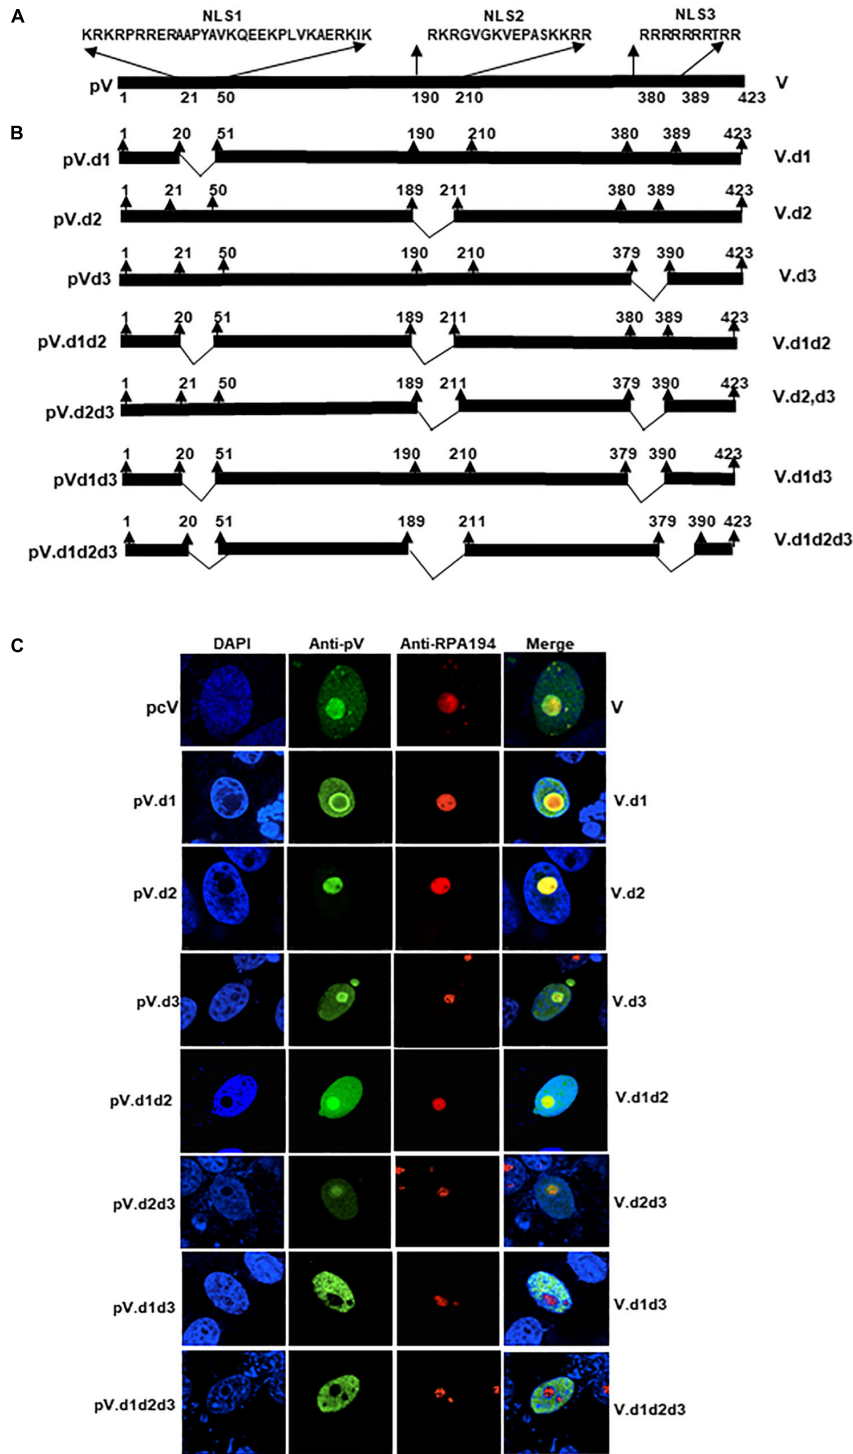 A
NLS1 NLS2 NLS3
KRKRPRRERAAPYAVKQEEKPLVKAERKIK RKRGVGKVEPASKKRR RRRRRRRTRR
pV V
1 21 50 190 210 380 389 423
B
1 20 51 190 210 380 389 423
pV.d1 V.d1
1 21 50 189 211 380 389 423
pV.d2 V.d2
1 21 50 190 210 379 390 423
pVd3 V.d3
1 20 51 189 211 380 389 423
pV.d1d2 V.d1d2
1 21 50 189 211 379 390 423
pV.d2d3 V.d2,d3
1 20 51 190 210 379 390 423
pVd1d3 V.d1d3
1 20 51 189 211 379 390 423
pV.d1d2d3 V.d1d2d3
C
DAPI Anti-pV Anti-RPA194 Merge
pcV V
pV.d1 V.d1
pV.d2 V.d2
pV.d3 V.d3
pV.d1d2 V.d1d2
pV.d2d3 V.d2d3
pV.d1d3 V.d1d3
pV.d1d2d3 V.d1d2d3